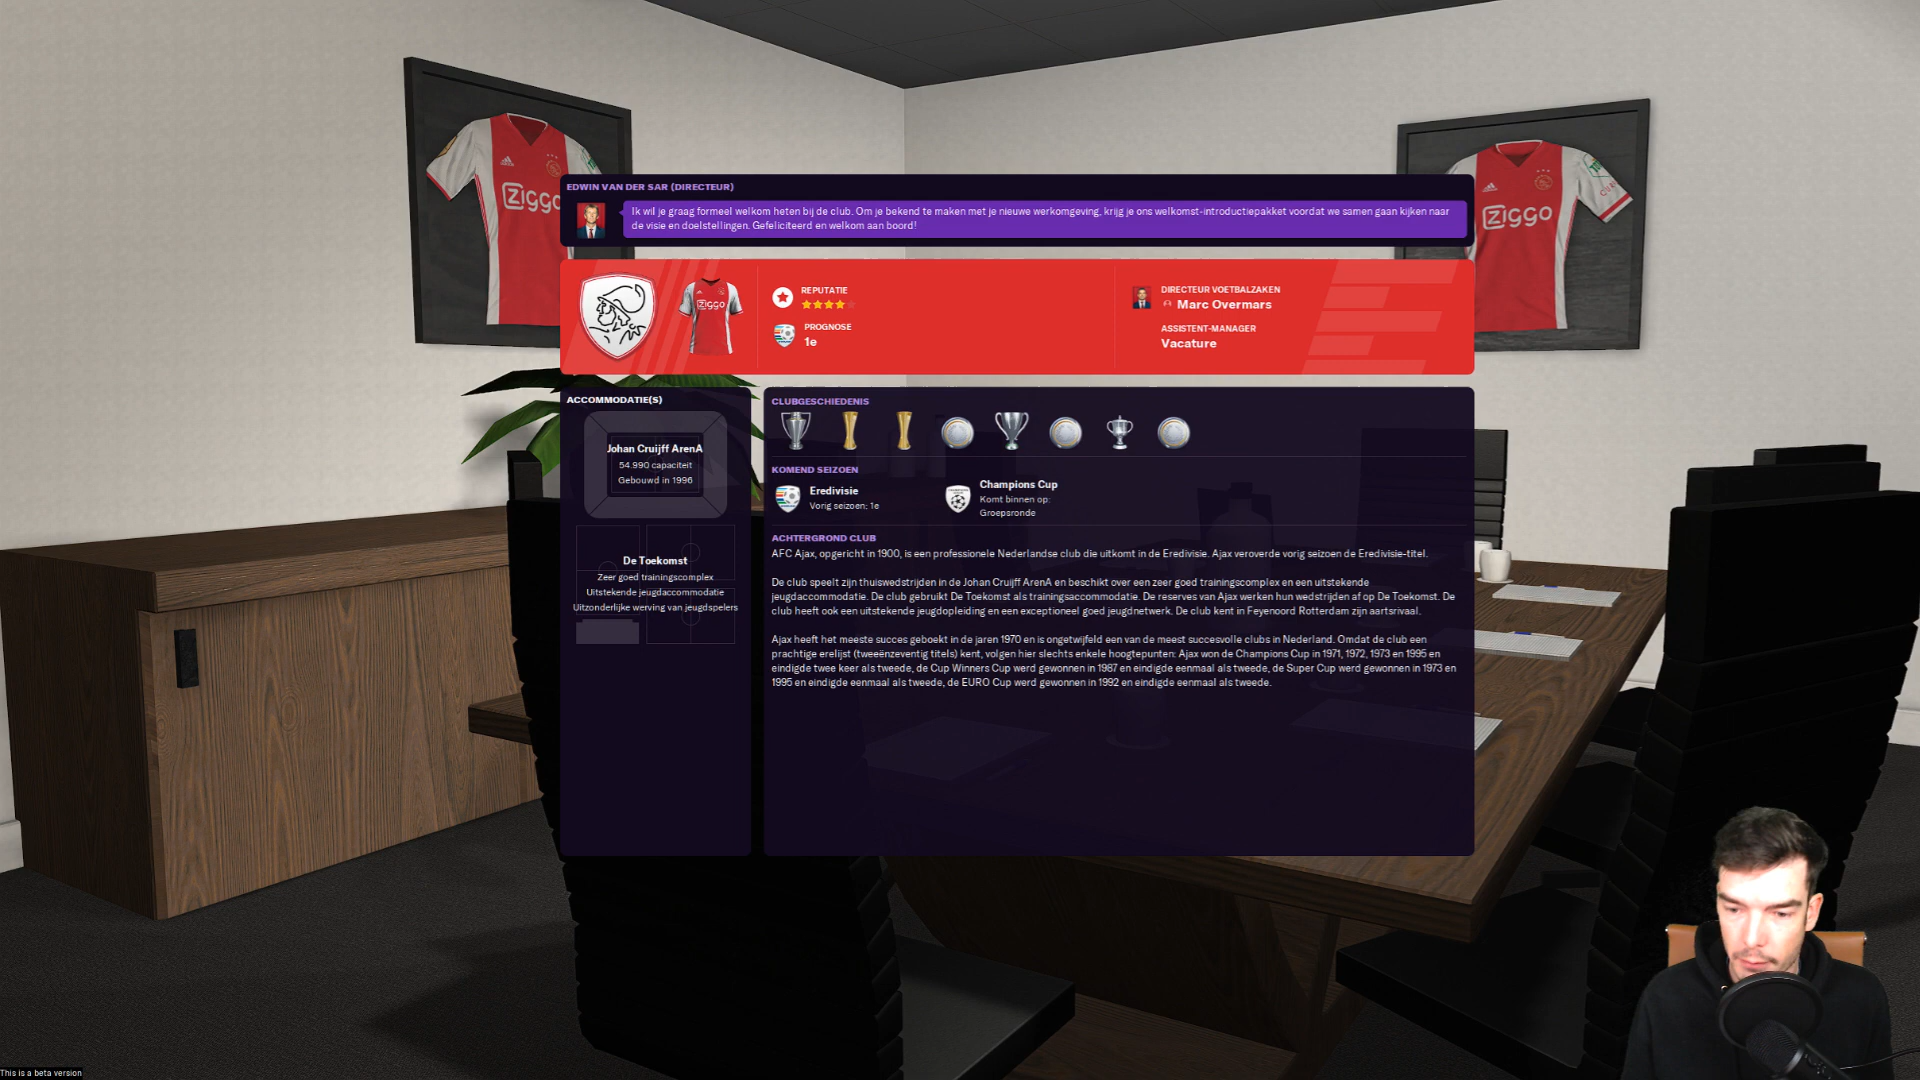 EDWIN VAN DER SAR (DIRECTEUR)
Ik wil je graag formeel welkom heten bij de club. Om je bekend te maken met je nieuwe werkomgeving, krijg je ons welkomst-introductiepakket voordat we samen gaan kijken naar
de visie en doelstellingen. Gefeliciteerd en welkom aan boord!
Ziggo
ziggo
Ziggo
REPUTATIE
PROGNOSE
1e
DIRECTEUR VOETBALZAKEN
Marc Overmars
ASSISTENT-MANAGER
Vacature
ACCOMMODATIE(S)
Johan Cruijff ArenA
54.990 capaciteit
Gebouwd in 1996
De Toekomst
Zeer goed trainingscomplex
Uitstekende jeugdaccommodatie
Uitzonderlijke werving van jeugdspelers
CLUBGESCHIEDENIS
KOMEND SEIZOEN
Eredivisie
Vorig seizoen: 1e
Champions Cup
Komt binnen op:
Groepsronde
ACHTERGROND CLUB
AFC Ajax, opgericht in 1900, is een professionele Nederlandse club die uitkomt in de Eredivisie. Ajax veroverde vorig seizoen de Eredivisie-titel.
De club speelt zijn thuiswedstrijden in de Johan Cruijff ArenA en beschikt over een zeer goed trainingscomplex en een uitstekende
jeugdaccommodatie. De club gebruikt De Toekomst als trainingsaccommodatie. De reserves van Ajax werken hun wedstrijden af op De Toekomst. De
club heeft ook een uitstekende jeugdopleiding en een exceptioneel goed jeugdnetwerk. De club kent in Feyenoord Rotterdam zijn aartsrivaal.
Ajax heeft het meeste succes geboekt in de jaren 1970 en is ongetwijfeld een van de meest succesvolle clubs in Nederland. Omdat de club een
prachtige erelijst (tweeënzeventig titels) kent, volgen hier slechts enkele hoogtepunten: Ajax won de Champions Cup in 1971, 1972, 1973 en 1995 en
eindigde twee keer als tweede, de Cup Winners Cup werd gewonnen in 1987 en eindigde eenmaal als tweede, de Super Cup werd gewonnen in 1973 en
1995 en eindigde eenmaal als tweede, de EURO Cup werd gewonnen in 1992 en eindigde eenmaal als tweede.
This is a beta version